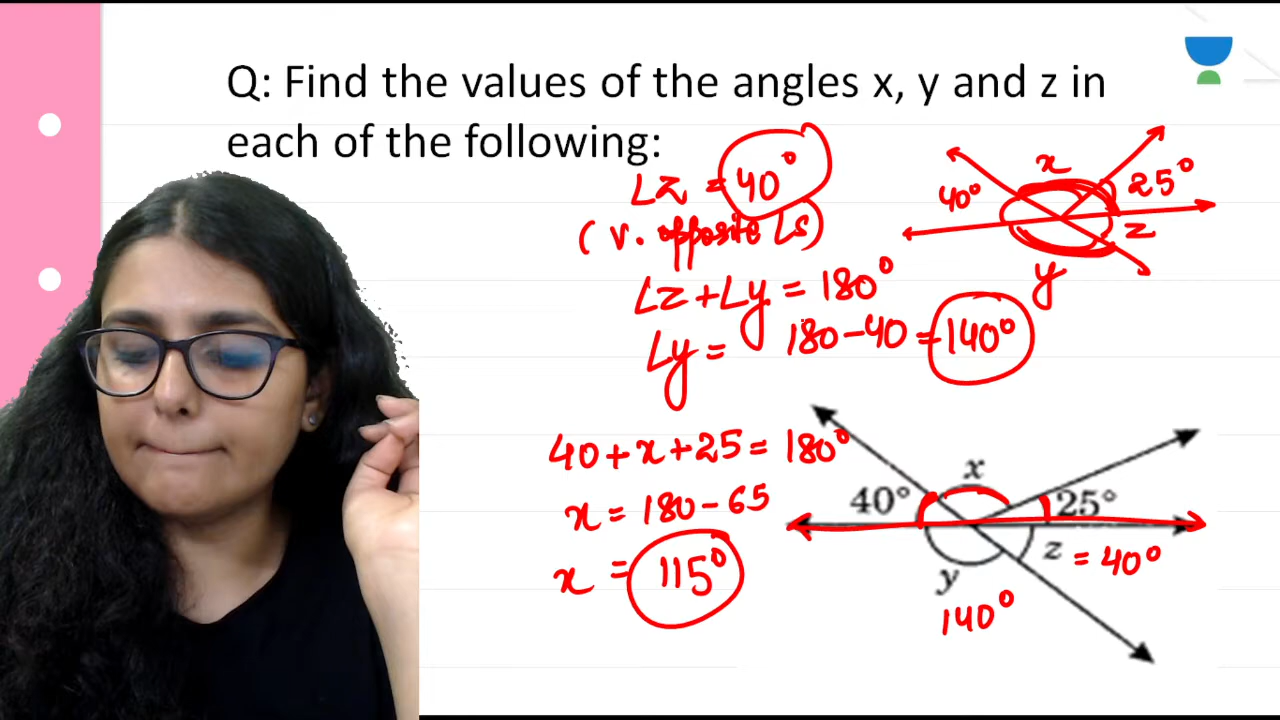 Q: Find the values of the angles x, y and z in
each of the following:
∠z = 40°
(v. opposite ∠s)
∠z + ∠y = 180°
∠y = 180-40 = 140°
40 + x + 25 = 180°
x = 180 - 65
x = 115°
x
25°
40°
z
y
x
40°
25°
z = 40°
y
140°